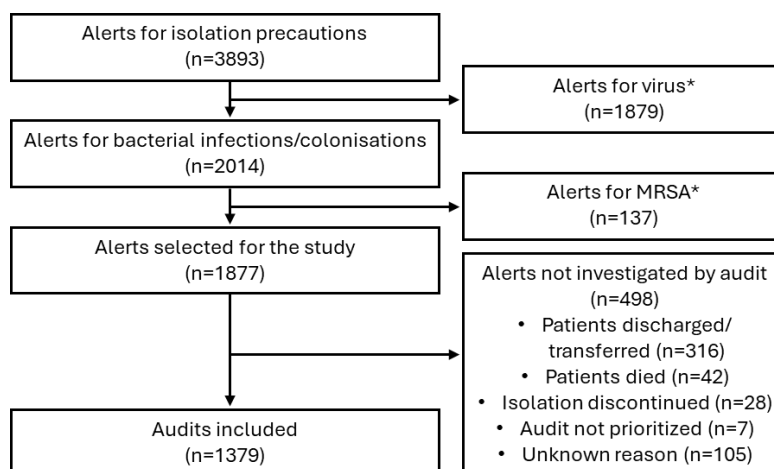 Alerts for isolation precautions
(n=3893)
Alerts for virus*
(n=1879)
Alerts for bacterial infections/colonisations
(n=2014)
Alerts for MRSA*
(n=137)
Alerts selected for the study
(n=1877)
Alerts not investigated by audit
(n=498)
• Patients discharged/
transferred (n=316)
• Patients died (n=42)
• Isolation discontinued (n=28)
• Audit not prioritized (n=7)
• Unknown reason (n=105)
Audits included
(n=1379)